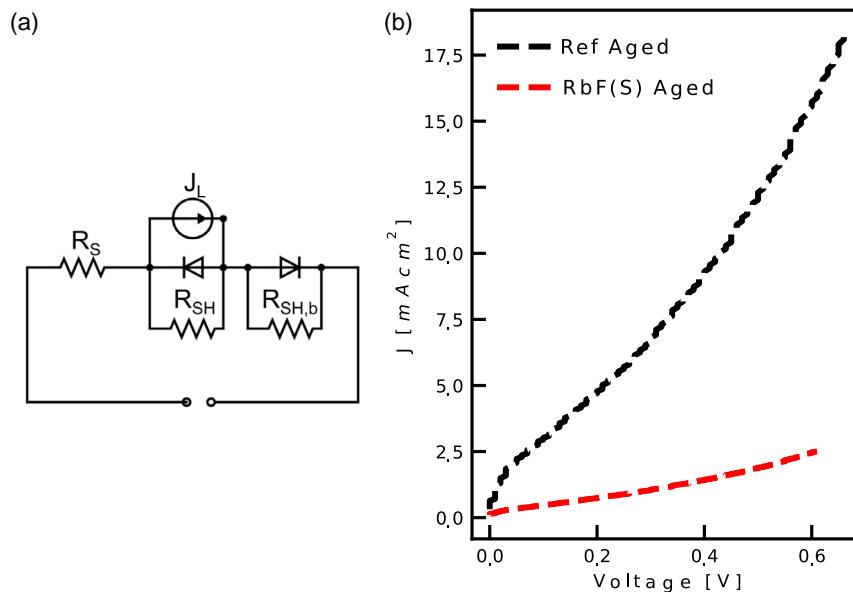 (a)
J_L
R_S
R_SH
R_SH,b
(b)
Ref Aged
RbF(S) Aged
J [mAcm²]
17.5
15.0
12.5
10.0
7.5
5.0
2.5
0.0
0.0 0.2 0.4 0.6
Voltage [V]